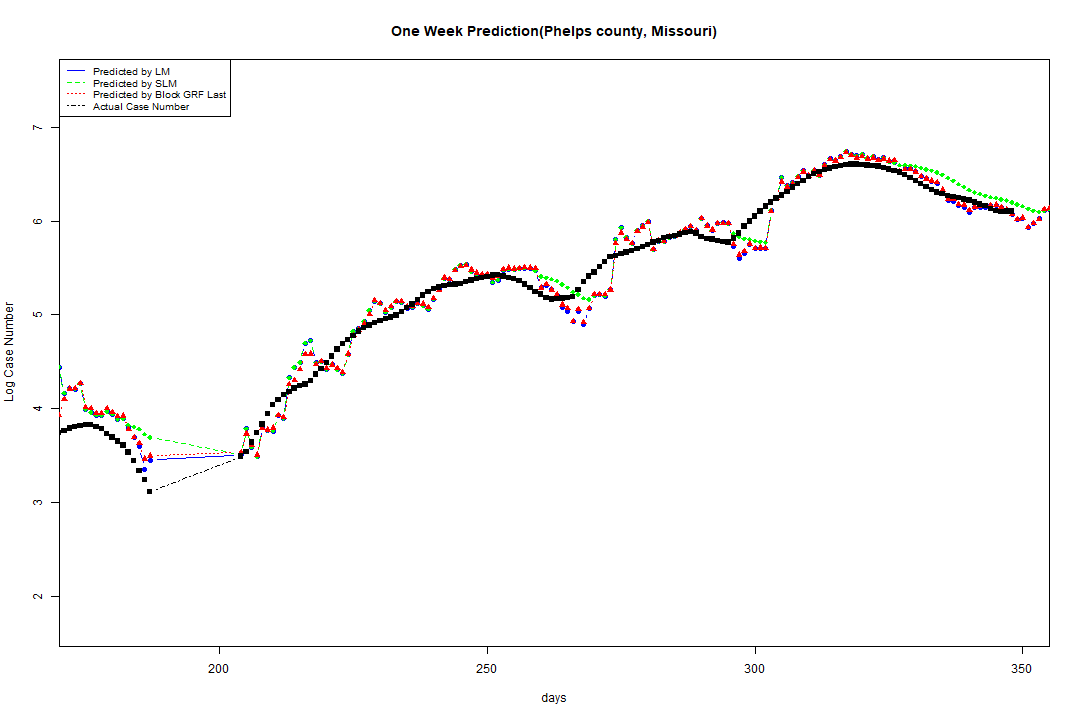 One Week Prediction(Phelps county, Missouri)
Predicted by LM
Predicted by SLM
Predicted by Block GRF Last
Actual Case Number
7
6
5
4
3
2
Log Case Number
200 250 300 350
days